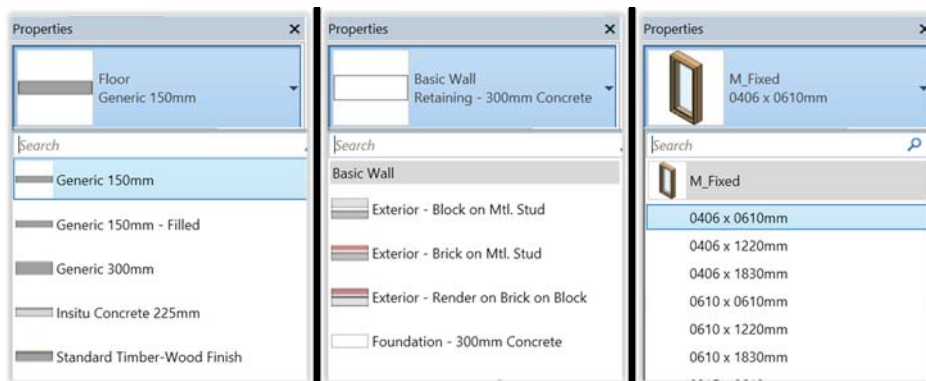 Properties
Floor
Generic 150mm
Search
Generic 150mm
Generic 150mm - Filled
Generic 300mm
Insitu Concrete 225mm
Standard Timber-Wood Finish
Properties
Basic Wall
Retaining - 300mm Concrete
Search
Basic Wall
Exterior - Block on Mtl. Stud
Exterior - Brick on Mtl. Stud
Exterior - Render on Brick on Block
Foundation - 300mm Concrete
Properties
M_Fixed
0406 x 0610mm
Search
M_Fixed
0406 x 0610mm
0406 x 1220mm
0406 x 1830mm
0610 x 0610mm
0610 x 1220mm
0610 x 1830mm